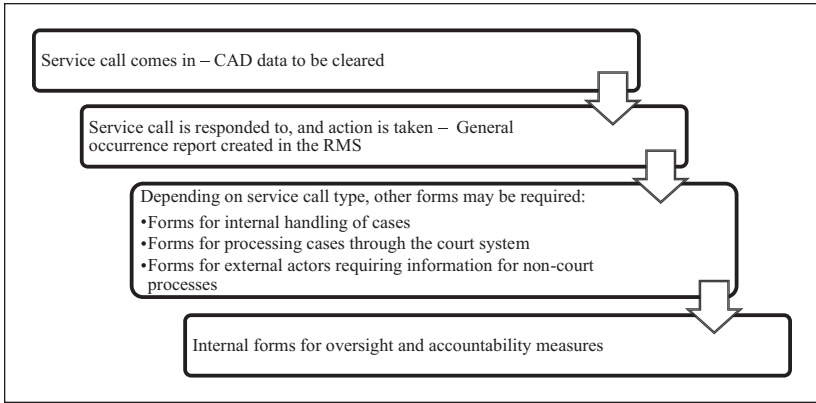 Service call comes in – CAD data to be cleared
Service call is responded to, and action is taken – General
occurrence report created in the RMS
Depending on service call type, other forms may be required:
•Forms for internal handling of cases
•Forms for processing cases through the court system
•Forms for external actors requiring information for non-court
processes
Internal forms for oversight and accountability measures